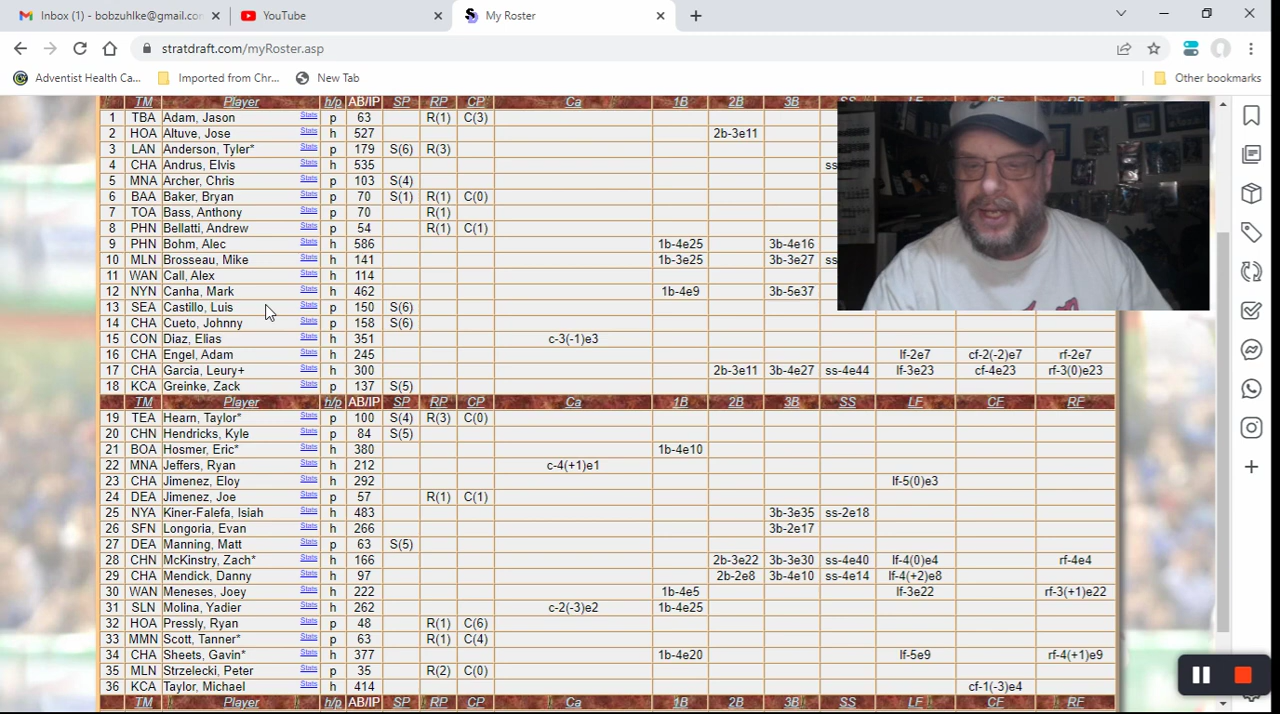 Inbox (1) - bobzuhlke@gmail.co YouTube My Roster
stratdraft.com/myRoster.asp
Adventist Health Ca... Imported from Chr... New Tab Other bookmarks
TM Player h/p AB/IP SP RP CP Ca 1B 2B 3B SS LF CF RF
1 TBA Adam, Jason Stats p 63 R(1) C(3)
2 HOA Altuve, Jose Stats h 527 2b-3e11
3 LAN Anderson, Tyler* Stats p 179 S(6) R(3)
4 CHA Andrus, Elvis Stats h 535 ss
5 MNA Archer, Chris Stats p 103 S(4)
6 BAA Baker, Bryan Stats p 70 S(1) R(1) C(0)
7 TOA Bass, Anthony Stats p 70 R(1)
8 PHN Bellatti, Andrew Stats p 54 R(1) C(1)
9 PHN Bohm, Alec Stats h 586 1b-4e25 3b-4e16
10 MLN Brosseau, Mike Stats h 141 1b-3e25 3b-3e27 ss
11 WAN Call, Alex Stats h 114
12 NYN Canha, Mark Stats h 462 1b-4e9 3b-5e37
13 SEA Castillo, Luis Stats p 150 S(6)
14 CHA Cueto, Johnny Stats p 158 S(6)
15 CON Diaz, Elias Stats h 351 c-3(-1)e3
16 CHA Engel, Adam Stats h 245 lf-2e7 cf-2(-2)e7 rf-2e7
17 CHA Garcia, Leury+ Stats h 300 2b-3e11 3b-4e27 ss-4e44 lf-3e23 cf-4e23 rf-3(0)e23
18 KCA Greinke, Zack Stats p 137 S(5)
TM Player h/p AB/IP SP RP CP Ca 1B 2B 3B SS LF CF RF
19 TEA Hearn, Taylor* Stats p 100 S(4) R(3) C(0)
20 CHN Hendricks, Kyle Stats p 84 S(5)
21 BOA Hosmer, Eric* Stats h 380 1b-4e10
22 MNA Jeffers, Ryan Stats h 212 c-4(+1)e1
23 CHA Jimenez, Eloy Stats h 292 lf-5(0)e3
24 DEA Jimenez, Joe Stats p 57 R(1) C(1)
25 NYA Kiner-Falefa, Isiah Stats h 483 3b-3e35 ss-2e18
26 SFN Longoria, Evan Stats h 266 3b-2e17
27 DEA Manning, Matt Stats p 63 S(5)
28 CHN McKinstry, Zach* Stats h 166 2b-3e22 3b-3e30 ss-4e40 lf-4(0)e4 rf-4e4
29 CHA Mendick, Danny Stats h 97 2b-2e8 3b-4e10 ss-4e14 lf-4(+2)e8
30 WAN Meneses, Joey Stats h 222 1b-4e5 lf-3e22 rf-3(+1)e22
31 SLN Molina, Yadier Stats h 262 c-2(-3)e2 1b-4e25
32 HOA Pressly, Ryan Stats p 48 R(1) C(6)
33 MMN Scott, Tanner* Stats p 63 R(1) C(4)
34 CHA Sheets, Gavin* Stats h 377 1b-4e20 lf-5e9 rf-4(+1)e9
35 MLN Strzelecki, Peter Stats p 35 R(2) C(0)
36 KCA Taylor, Michael Stats h 414 cf-1(-3)e4
TM Player h/p AB/IP SP RP CP Ca 1B 2B 3B SS LF CF RF